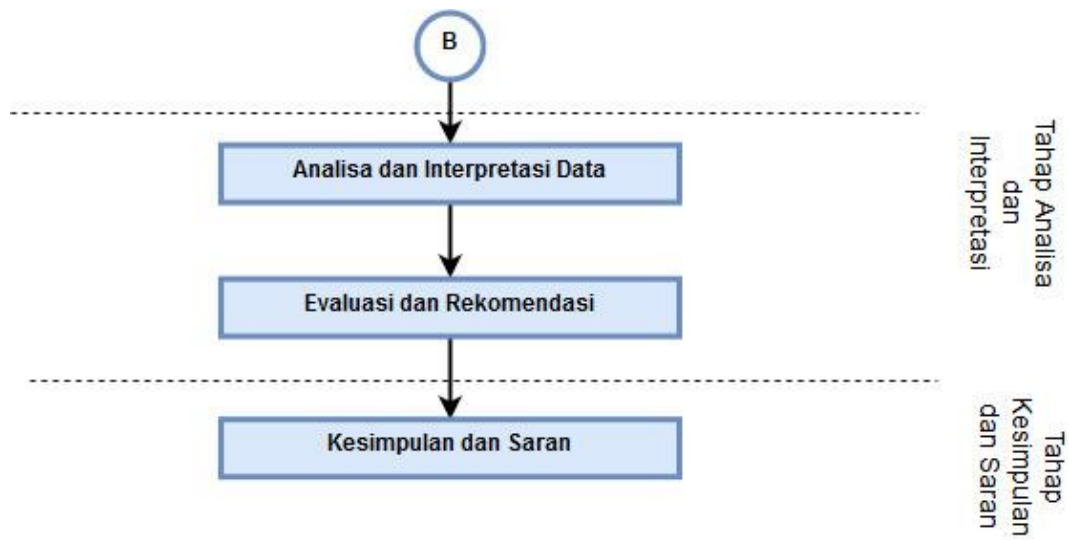 B
Analisa dan Interpretasi Data
Evaluasi dan Rekomendasi
Tahap Analisa
dan
Interpretasi
Kesimpulan dan Saran
Tahap
Kesimpulan
dan Saran